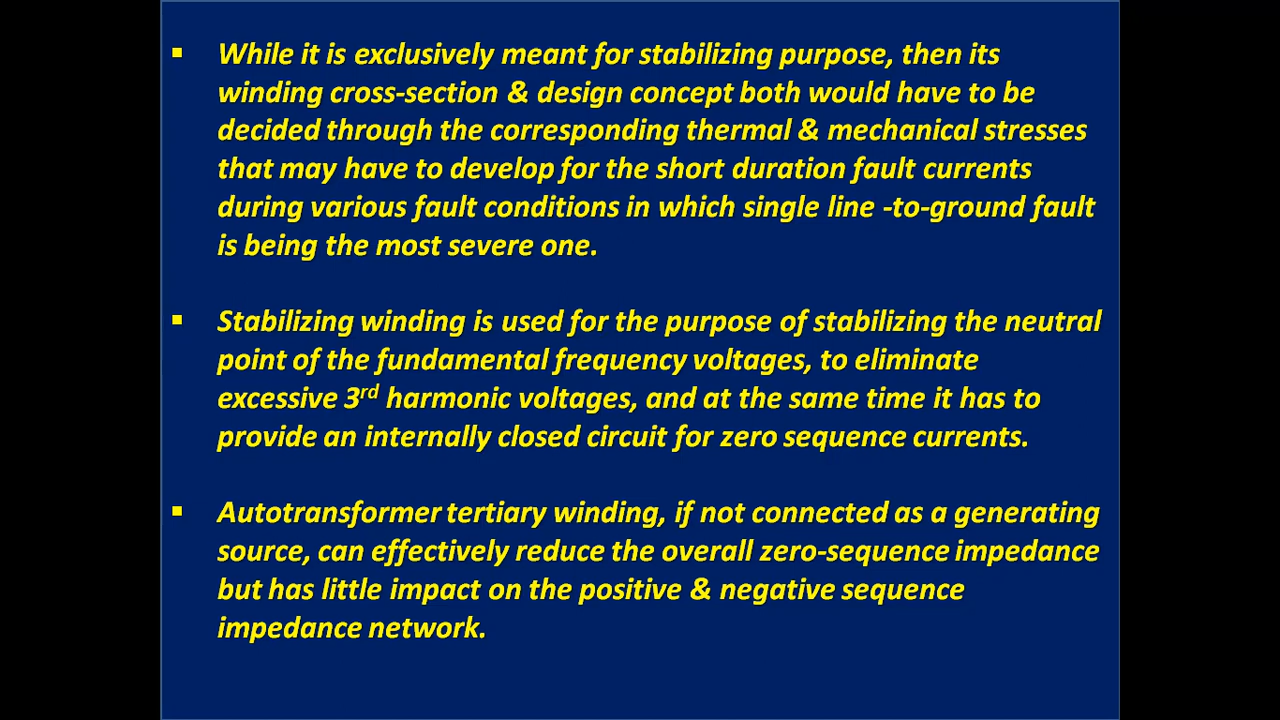 ▪ While it is exclusively meant for stabilizing purpose, then its
winding cross-section & design concept both would have to be
decided through the corresponding thermal & mechanical stresses
that may have to develop for the short duration fault currents
during various fault conditions in which single line -to-ground fault
is being the most severe one.
▪ Stabilizing winding is used for the purpose of stabilizing the neutral
point of the fundamental frequency voltages, to eliminate
excessive 3rd harmonic voltages, and at the same time it has to
provide an internally closed circuit for zero sequence currents.
▪ Autotransformer tertiary winding, if not connected as a generating
source, can effectively reduce the overall zero-sequence impedance
but has little impact on the positive & negative sequence
impedance network.